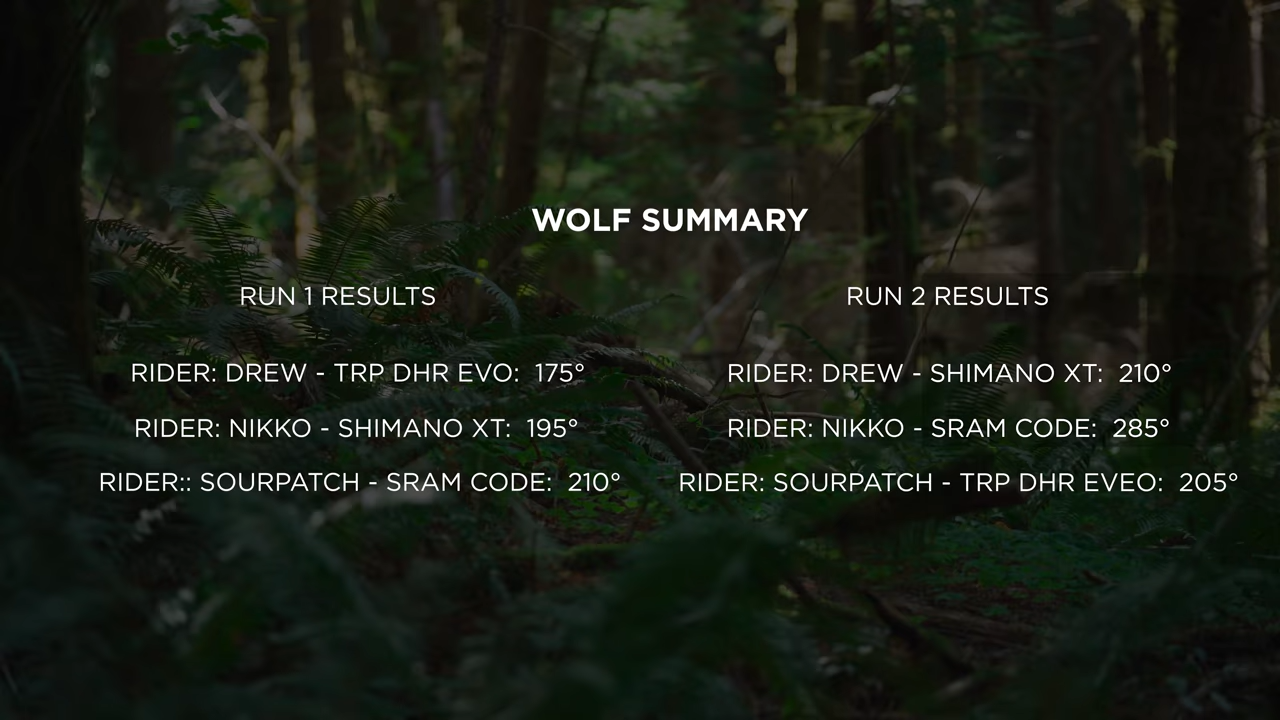 WOLF SUMMARY
RUN 1 RESULTS
RIDER: DREW - TRP DHR EVO: 175°
RIDER: NIKKO - SHIMANO XT: 195°
RIDER:: SOURPATCH - SRAM CODE: 210°
RUN 2 RESULTS
RIDER: DREW - SHIMANO XT: 210°
RIDER: NIKKO - SRAM CODE: 285°
RIDER: SOURPATCH - TRP DHR EVEO: 205°